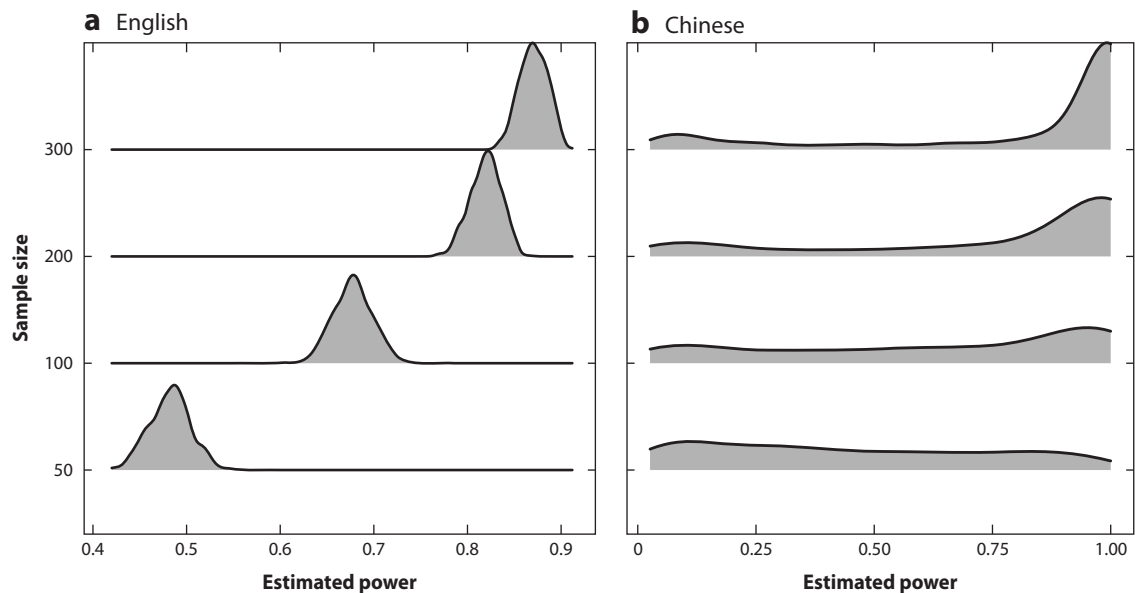 a English
b Chinese
Sample size
300
200
100
50
0.4 0.5 0.6 0.7 0.8 0.9
0 0.25 0.50 0.75 1.00
Estimated power
Estimated power